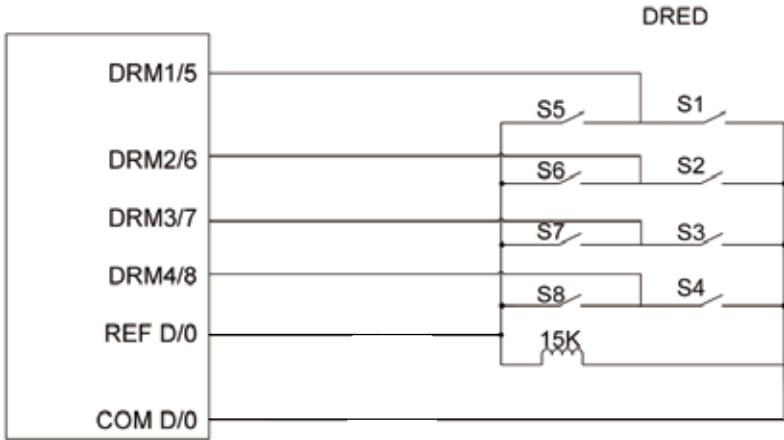 DRED
DRM1/5
S5
S1
DRM2/6
S6
S2
DRM3/7
S7
S3
DRM4/8
S8
S4
REF D/0
15K
COM D/0